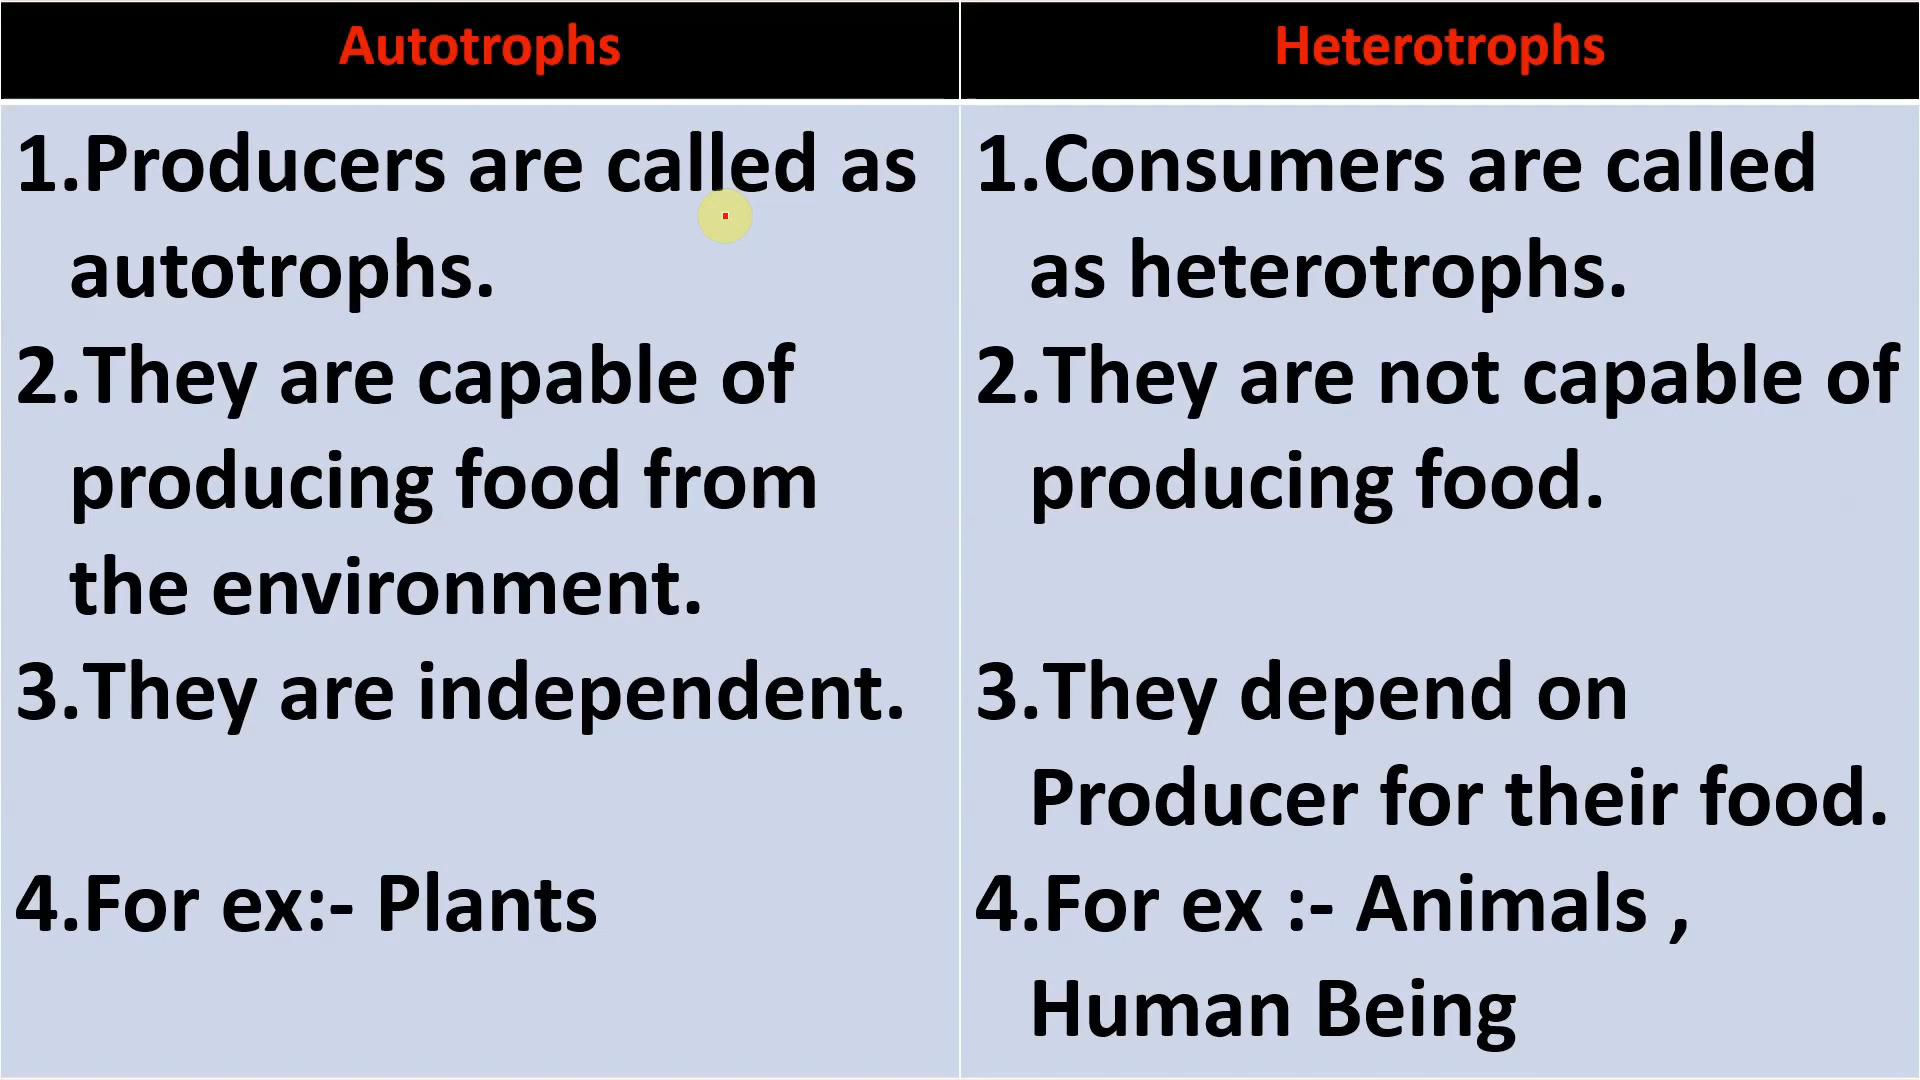 Autotrophs
1.Producers are called as
autotrophs.
2.They are capable of
producing food from
the environment.
3.They are independent.
4.For ex:- Plants
Heterotrophs
1.Consumers are called
as heterotrophs.
2.They are not capable of
producing food.
3.They depend on
Producer for their food.
4.For ex :- Animals ,
Human Being